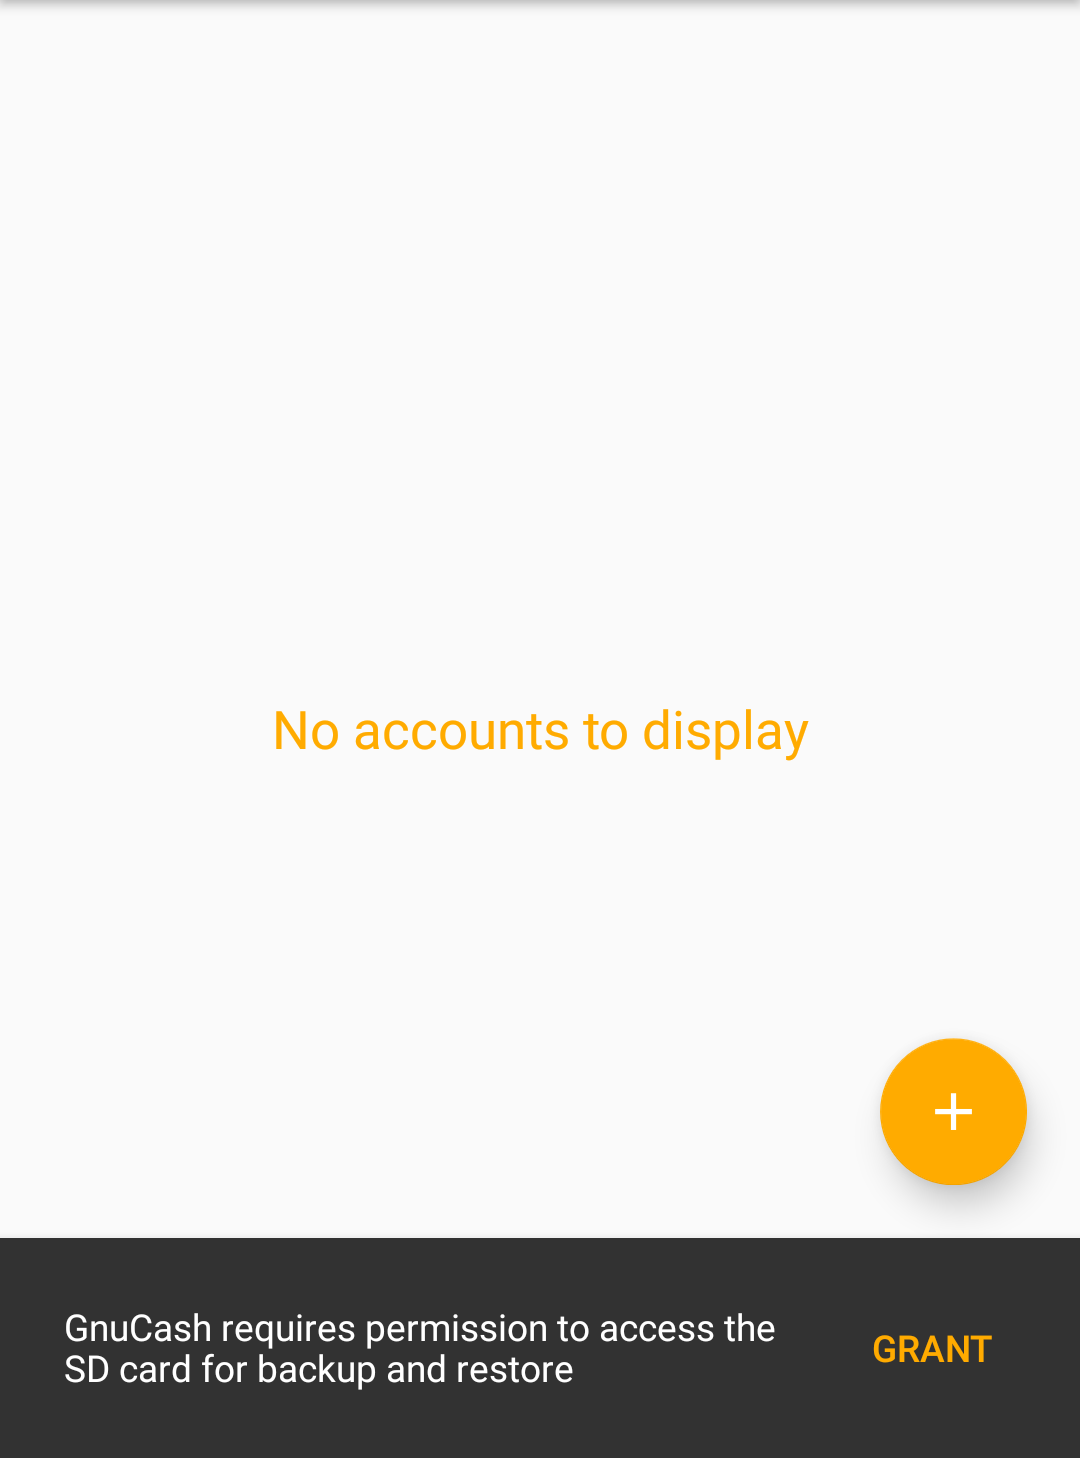 No accounts to display
GnuCash requires permission to access the
SD card for backup and restore
GRANT